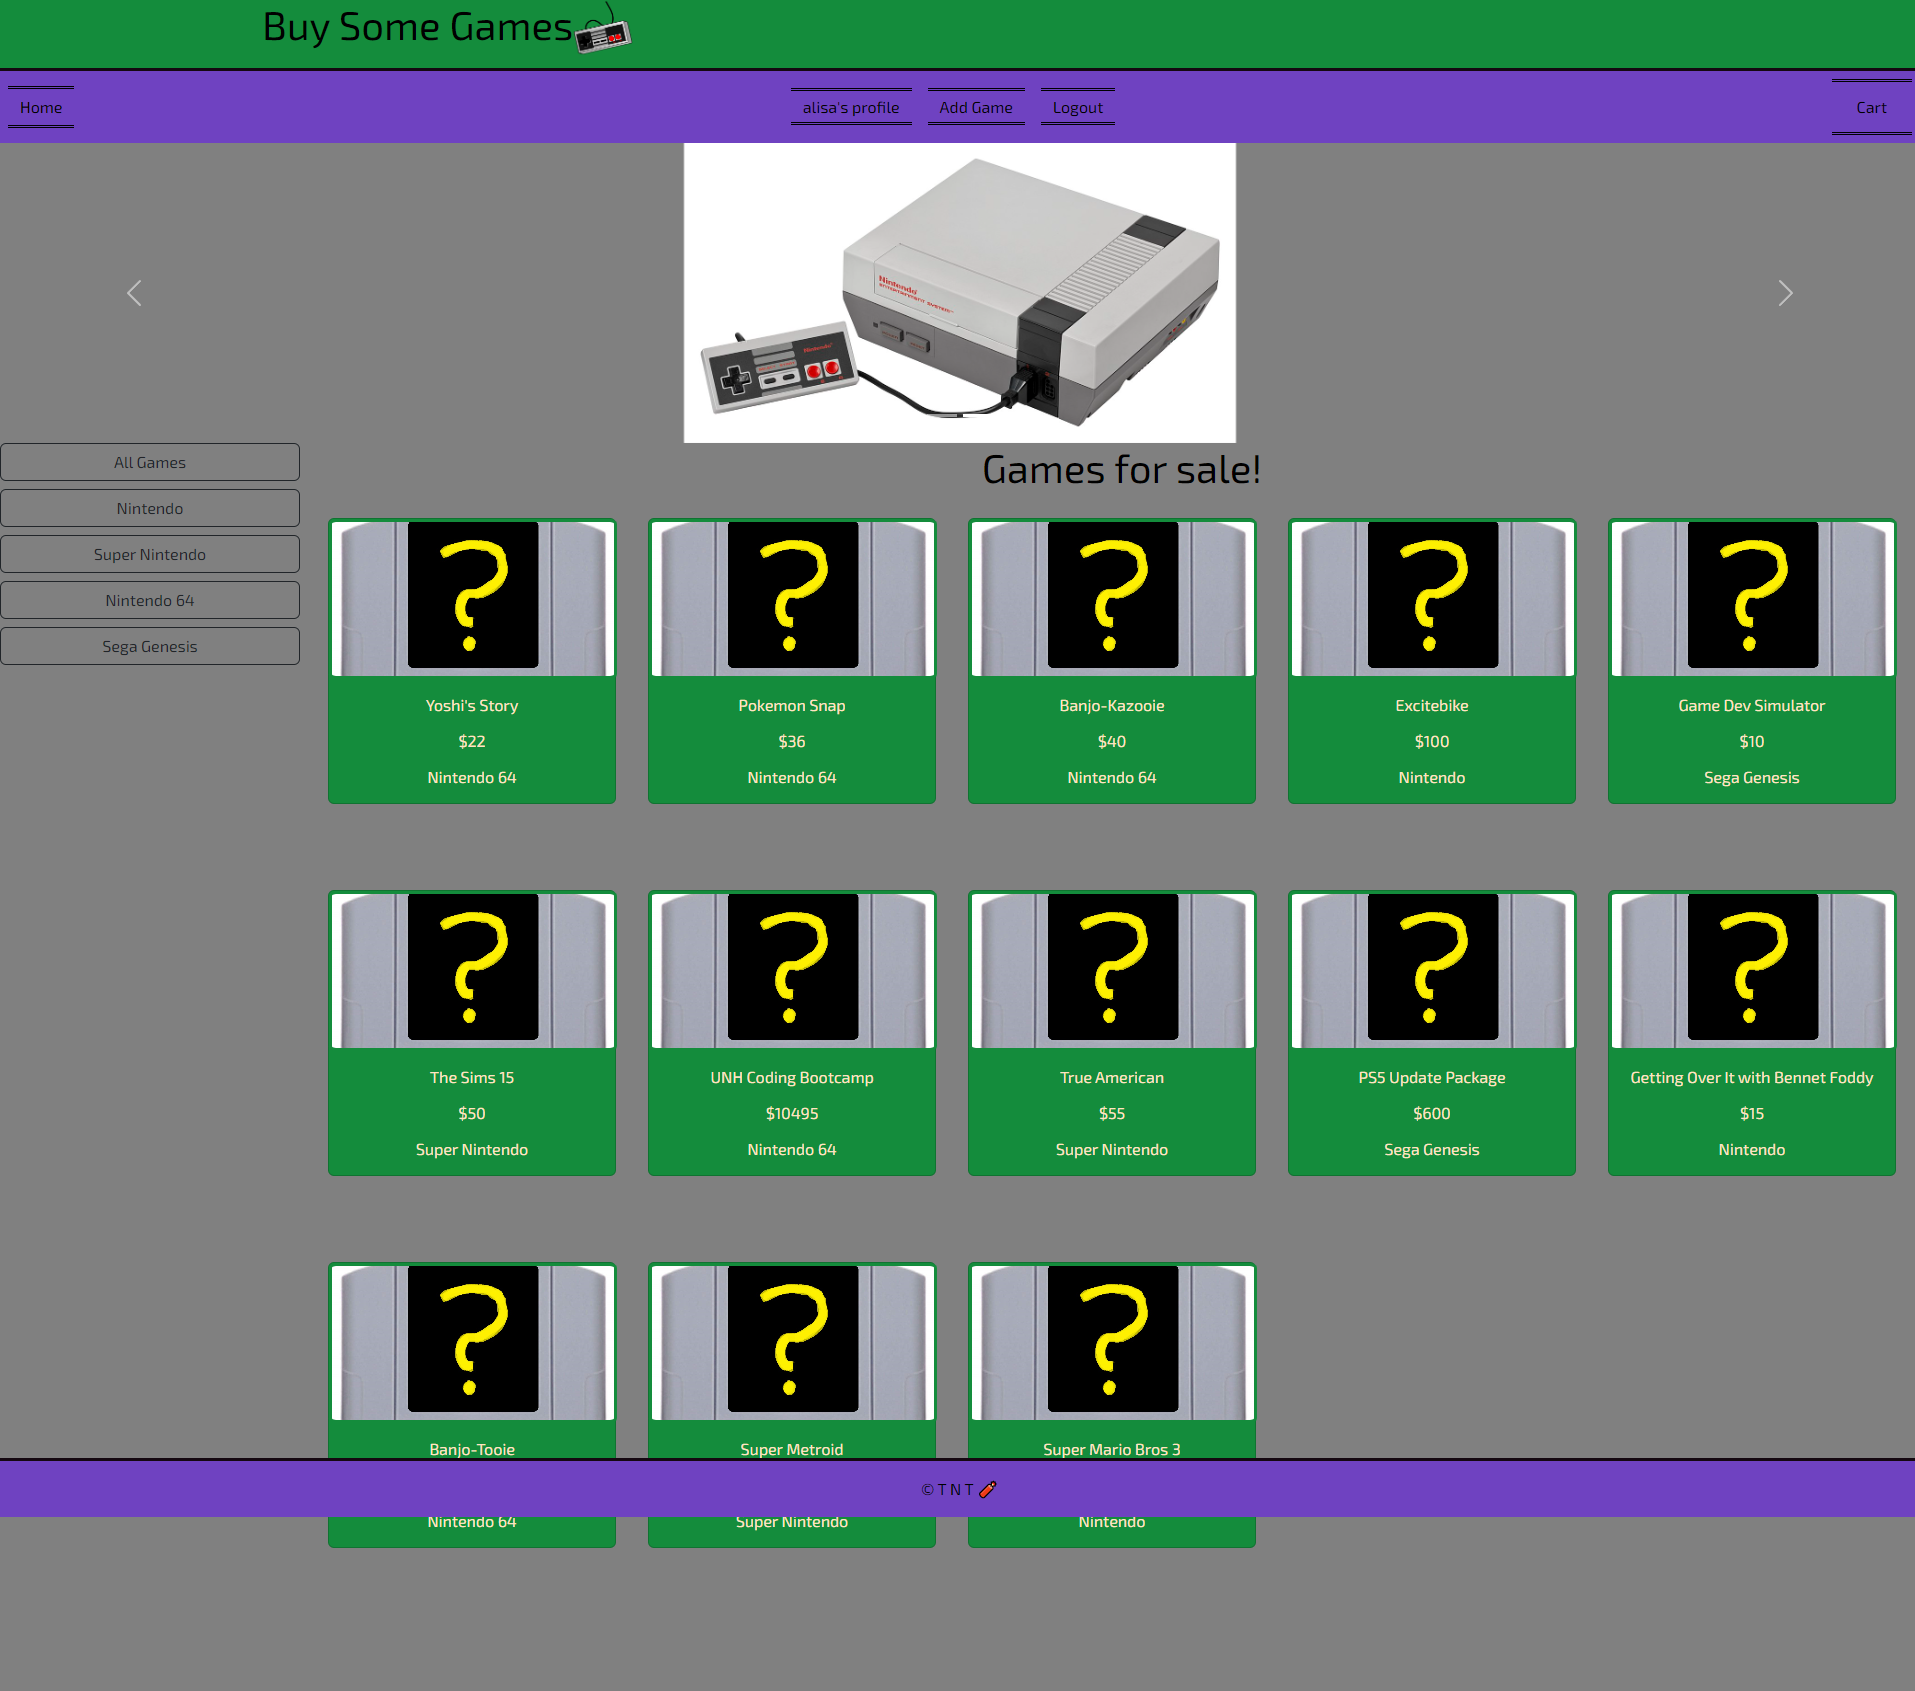 Buy Some Games
Home
alisa's profile
Add Game
Logout
Cart
Nintendo
ENTERTAINMENT SYSTEM
Nintendo
All Games
Nintendo
Super Nintendo
Nintendo 64
Sega Genesis
Games for sale!
Yoshi's Story
$22
Nintendo 64
Pokemon Snap
$36
Nintendo 64
Banjo-Kazooie
$40
Nintendo 64
Excitebike
$100
Nintendo
Game Dev Simulator
$10
Sega Genesis
The Sims 15
$50
Super Nintendo
UNH Coding Bootcamp
$10495
Nintendo 64
True American
$55
Super Nintendo
PS5 Update Package
$600
Sega Genesis
Getting Over It with Bennet Foddy
$15
Nintendo
Banjo-Tooie
Nintendo 64
Super Metroid
Super Nintendo
Super Mario Bros 3
Nintendo
© T N T